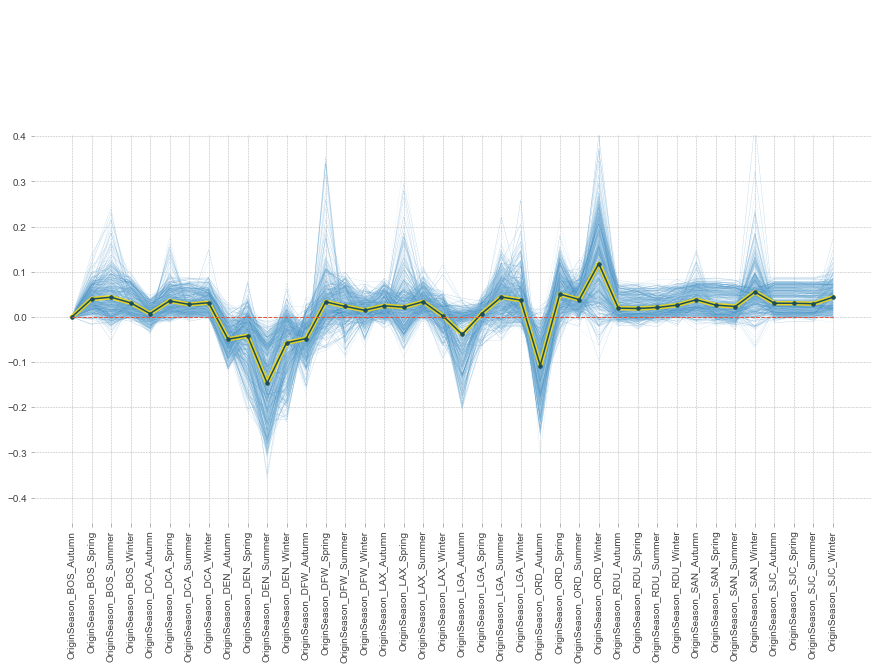 0.4
0.3
0.2
0.1
0.0
−0.1
−0.2
−0.3
−0.4
OriginSeason_BOS_Autumn
OriginSeason_BOS_Spring
OriginSeason_BOS_Summer
OriginSeason_BOS_Winter
OriginSeason_DCA_Autumn
OriginSeason_DCA_Spring
OriginSeason_DCA_Summer
OriginSeason_DCA_Winter
OriginSeason_DEN_Autumn
OriginSeason_DEN_Spring
OriginSeason_DEN_Summer
OriginSeason_DEN_Winter
OriginSeason_DFW_Autumn
OriginSeason_DFW_Spring
OriginSeason_DFW_Summer
OriginSeason_DFW_Winter
OriginSeason_LAX_Autumn
OriginSeason_LAX_Spring
OriginSeason_LAX_Summer
OriginSeason_LAX_Winter
OriginSeason_LGA_Autumn
OriginSeason_LGA_Spring
OriginSeason_LGA_Summer
OriginSeason_LGA_Winter
OriginSeason_ORD_Autumn
OriginSeason_ORD_Spring
OriginSeason_ORD_Summer
OriginSeason_ORD_Winter
OriginSeason_RDU_Autumn
OriginSeason_RDU_Spring
OriginSeason_RDU_Summer
OriginSeason_RDU_Winter
OriginSeason_SAN_Autumn
OriginSeason_SAN_Spring
OriginSeason_SAN_Summer
OriginSeason_SAN_Winter
OriginSeason_SJC_Autumn
OriginSeason_SJC_Spring
OriginSeason_SJC_Summer
OriginSeason_SJC_Winter